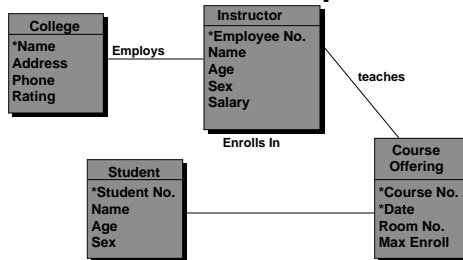 College
*Name
Address
Phone
Rating
Employs
Instructor
*Employee No.
Name
Age
Sex
Salary
teaches
Enrolls In
Student
*Student No.
Name
Age
Sex
Course
Offering
*Course No.
*Date
Room No.
Max Enroll